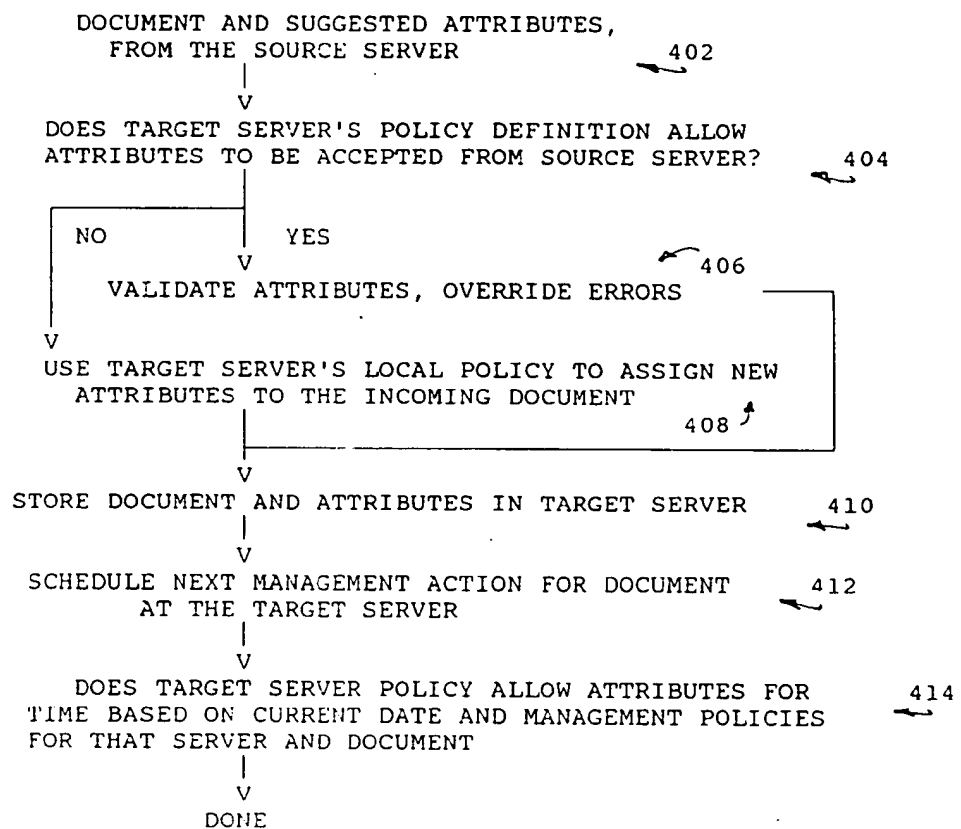 DOCUMENT AND SUGGESTED ATTRIBUTES,
FROM THE SOURCE SERVER 402
V
DOES TARGET SERVER'S POLICY DEFINITION ALLOW
ATTRIBUTES TO BE ACCEPTED FROM SOURCE SERVER? 404
NO YES
V
406
VALIDATE ATTRIBUTES, OVERRIDE ERRORS
V
USE TARGET SERVER'S LOCAL POLICY TO ASSIGN NEW
ATTRIBUTES TO THE INCOMING DOCUMENT
408
V
STORE DOCUMENT AND ATTRIBUTES IN TARGET SERVER 410
V
SCHEDULE NEXT MANAGEMENT ACTION FOR DOCUMENT 412
AT THE TARGET SERVER
V
DOES TARGET SERVER POLICY ALLOW ATTRIBUTES FOR 414
TIME BASED ON CURRENT DATE AND MANAGEMENT POLICIES
FOR THAT SERVER AND DOCUMENT
V
DONE